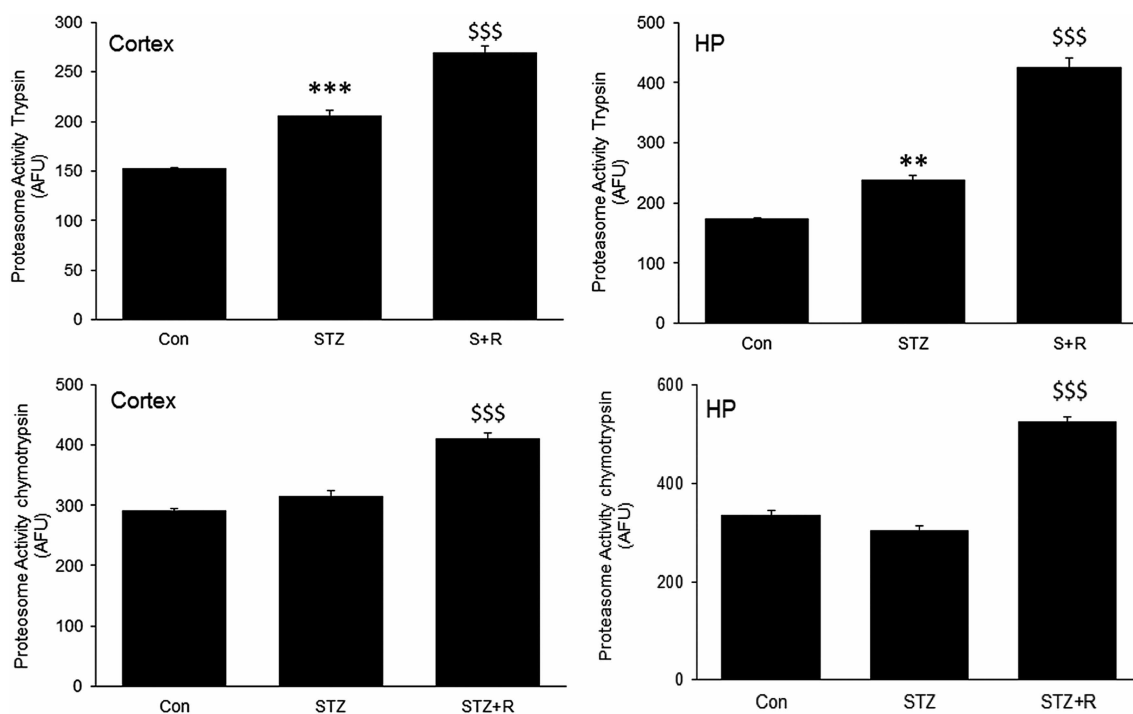 Proteasome Activity Trypsin
(AFU)
300
250
200
150
100
50
0
Cortex
***
$$$
Con
STZ
S+R
Proteasome Activity Trypsin
(AFU)
500
400
300
200
100
0
HP
**
$$$
Con
STZ
S+R
Proteosome Activity chymotrypsin
(AFU)
500
400
300
200
100
0
Cortex
$$$
Con
STZ
STZ+R
Proteasome Activity chymotrypsin
(AFU)
600
400
200
0
HP
$$$
Con
STZ
STZ+R